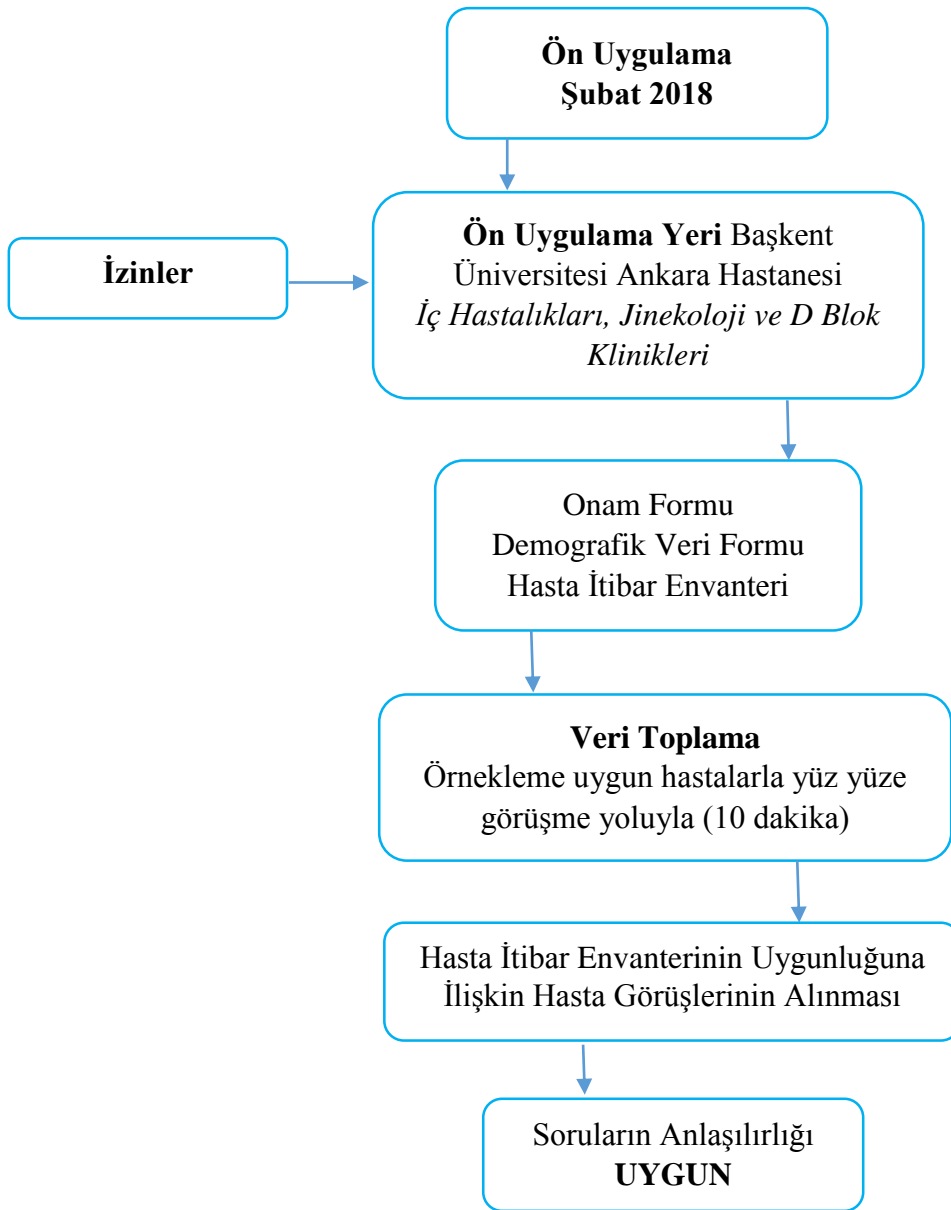 Ön Uygulama
Şubat 2018
Ön Uygulama Yeri Başkent
Üniversitesi Ankara Hastanesi
İç Hastalıkları, Jinekoloji ve D Blok
Klinikleri
İzinler
Onam Formu
Demografik Veri Formu
Hasta İtibar Envanteri
Veri Toplama
Örnekleme uygun hastalarla yüz yüze
görüşme yoluyla (10 dakika)
Hasta İtibar Envanterinin Uygunluğuna
İlişkin Hasta Görüşlerinin Alınması
Soruların Anlaşılırlığı
UYGUN